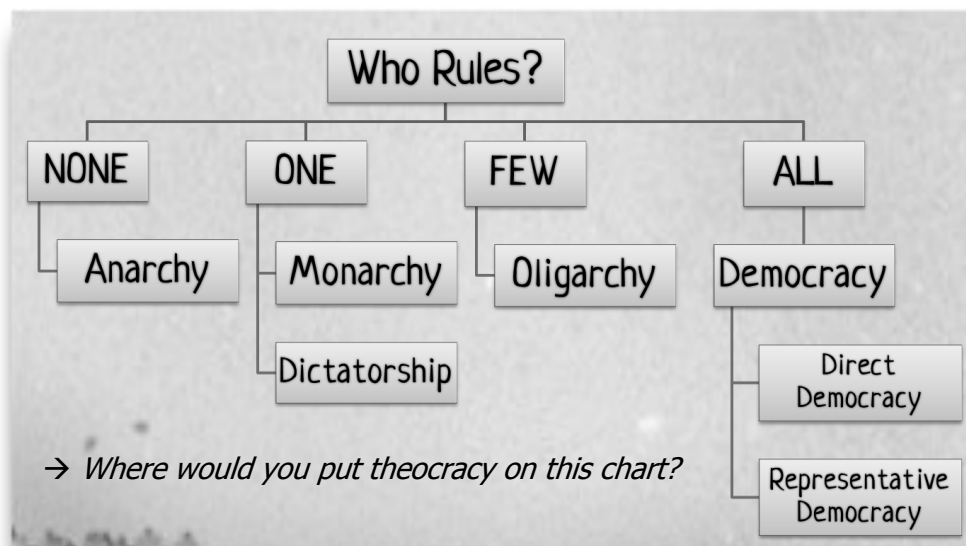 Who Rules?
NONE
ONE
FEW
ALL
Anarchy
Monarchy
Oligarchy
Democracy
Dictatorship
Direct
Democracy
→ Where would you put theocracy on this chart?
Representative
Democracy